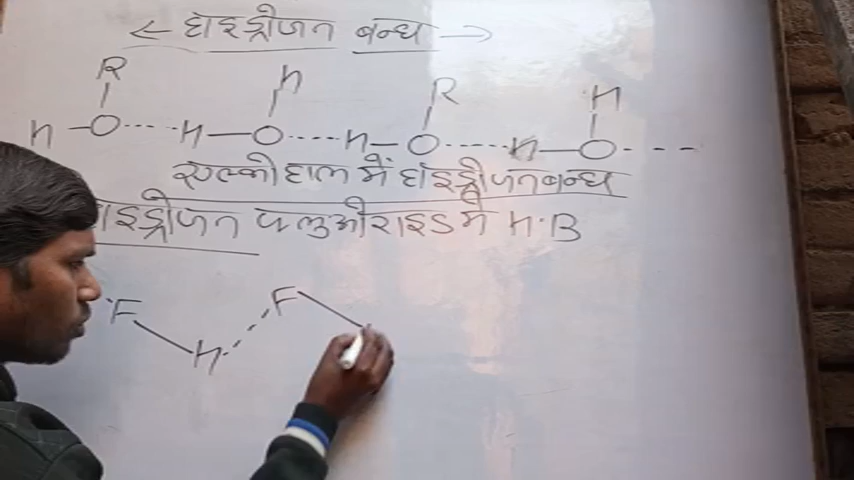 ← हाइड्रोजन बन्ध →
R H R H
H – O ---- H – O ---- H – O ---- H – O ---
एल्कोहाल में हाइड्रोजन बन्ध
हाइड्रोजन फ्लुओराइड में H.B
F F
H